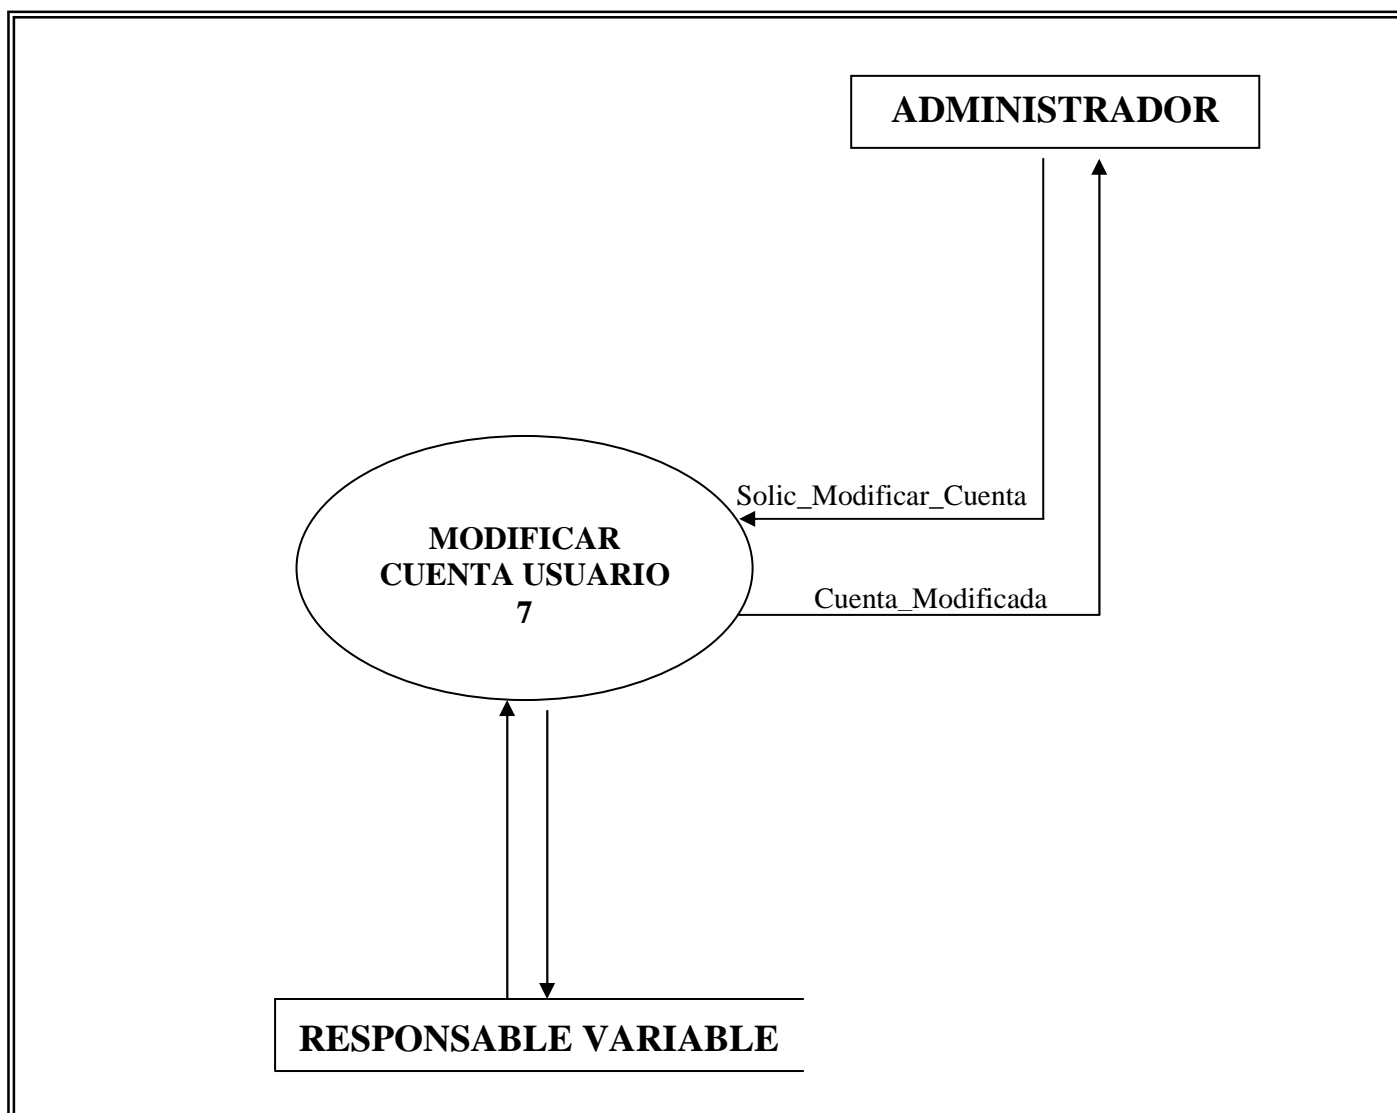 ADMINISTRADOR
Solic_Modificar_Cuenta
MODIFICAR
CUENTA USUARIO
7
Cuenta_Modificada
RESPONSABLE VARIABLE